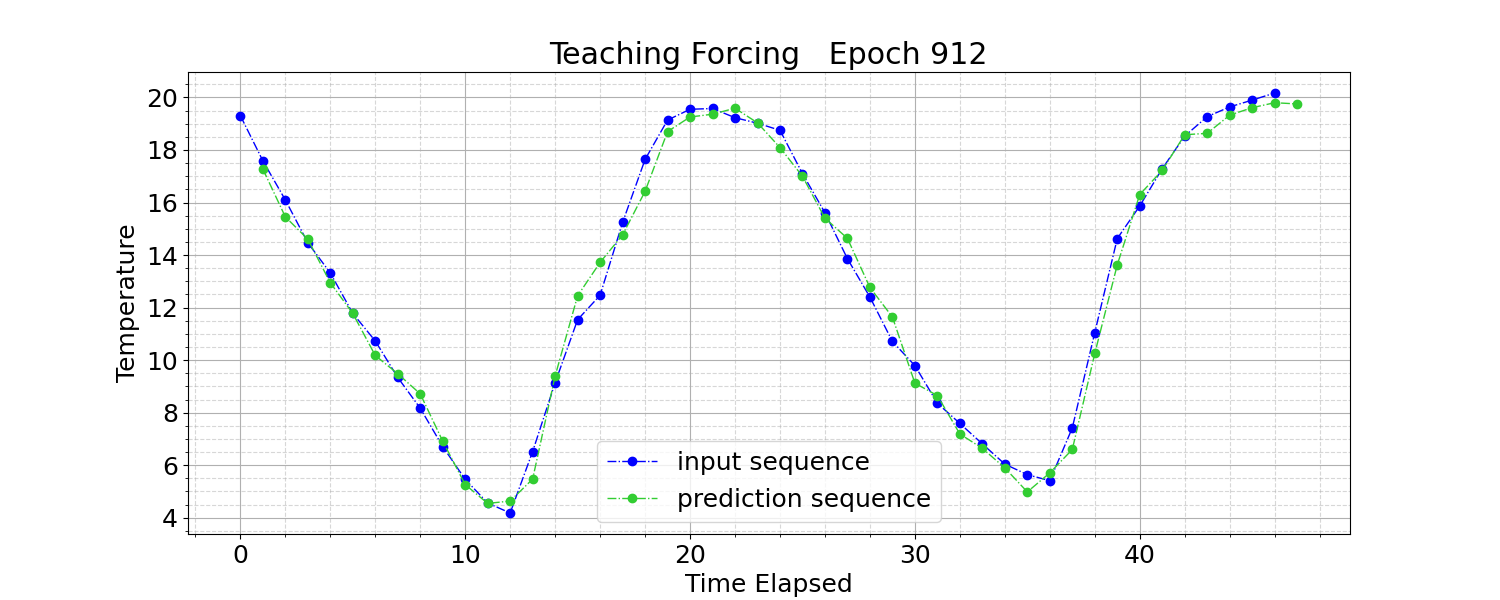 Teaching Forcing   Epoch 912
20
18
16
14
12
10
8
6
4
Temperature
input sequence
prediction sequence
0 10 20 30 40
Time Elapsed